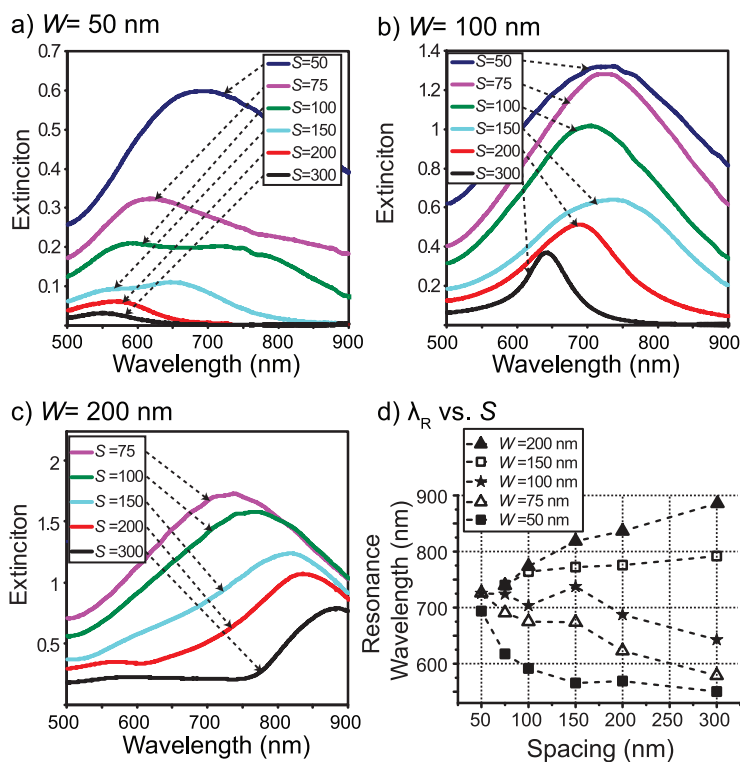 a) W= 50 nm
0.7
0.6
0.5
0.4
0.3
0.2
0.1
Extinciton
S=50
S=75
S=100
S=150
S=200
S=300
500 600 700 800 900
Wavelength (nm)
b) W= 100 nm
1.4
1.2
1.
0.8
0.6
0.4
0.2
Extinciton
S=50
S=75
S=100
S=150
S=200
S=300
500 600 700 800 900
Wavelength (nm)
c) W= 200 nm
2
1.5
1
0.5
Extinciton
S =75
S =100
S =150
S =200
S =300
500 600 700 800 900
Wavelength (nm)
d) λR vs. S
W =200 nm
W =150 nm
W =100 nm
W =75 nm
W =50 nm
900
800
700
600
Resonance
Wavelength (nm)
50 100 150 200 300
Spacing (nm)